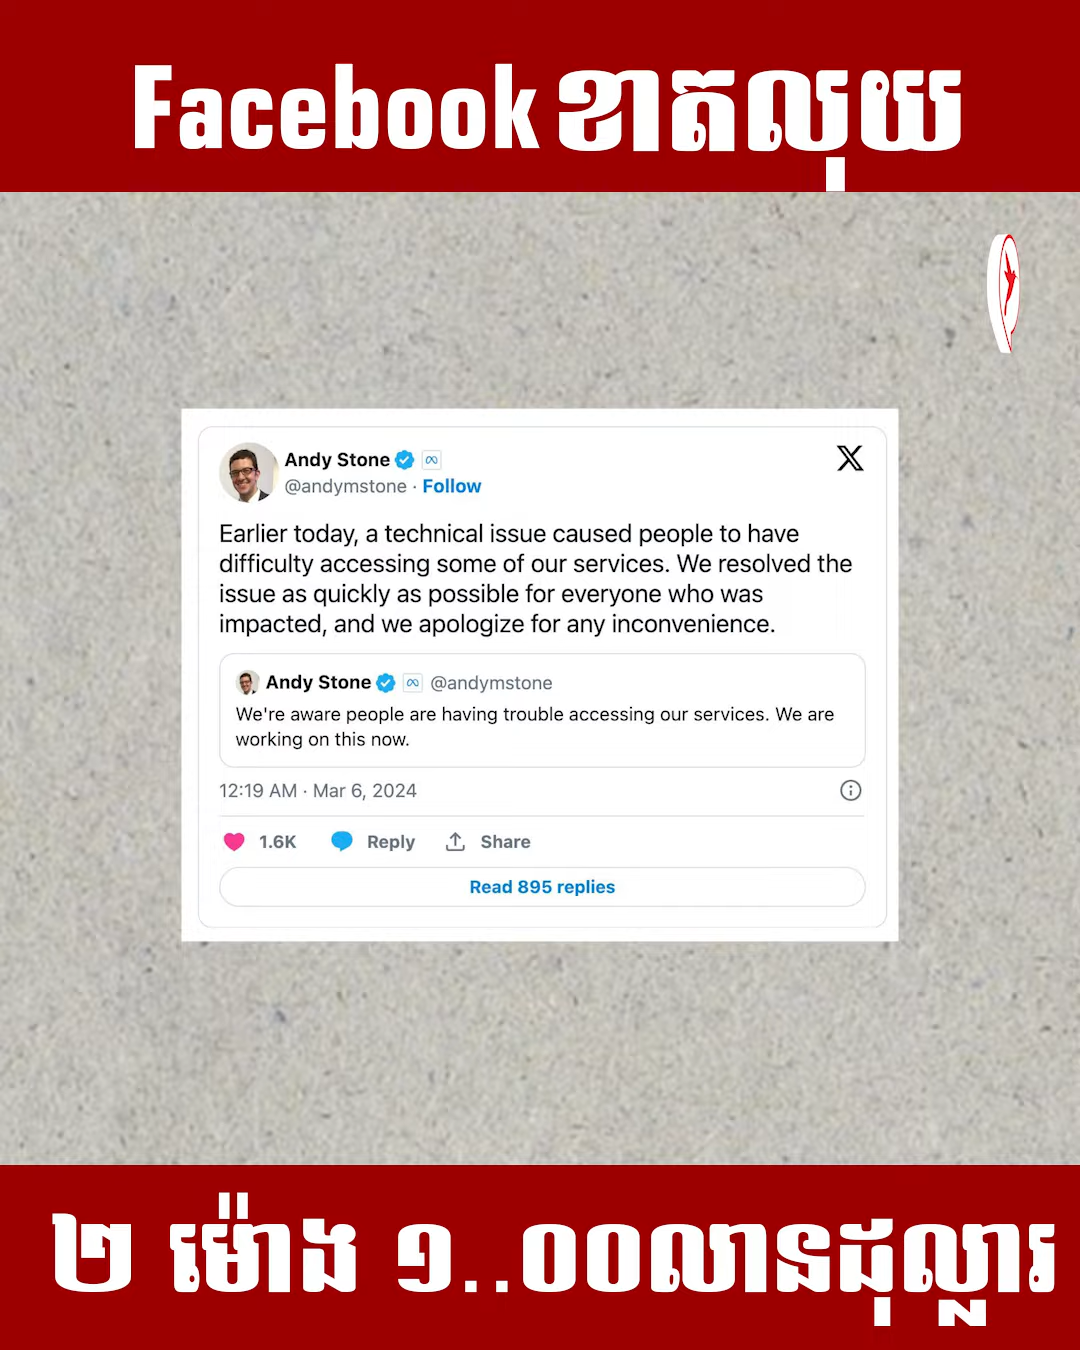 Facebook ខាតលុយ
Andy Stone
@andymstone · Follow
Earlier today, a technical issue caused people to have
difficulty accessing some of our services. We resolved the
issue as quickly as possible for everyone who was
impacted, and we apologize for any inconvenience.
Andy Stone @andymstone
We're aware people are having trouble accessing our services. We are
working on this now.
12:19 AM · Mar 6, 2024
1.6K Reply Share
Read 895 replies
២ ម៉ោង ១..០០លានដុល្លារ